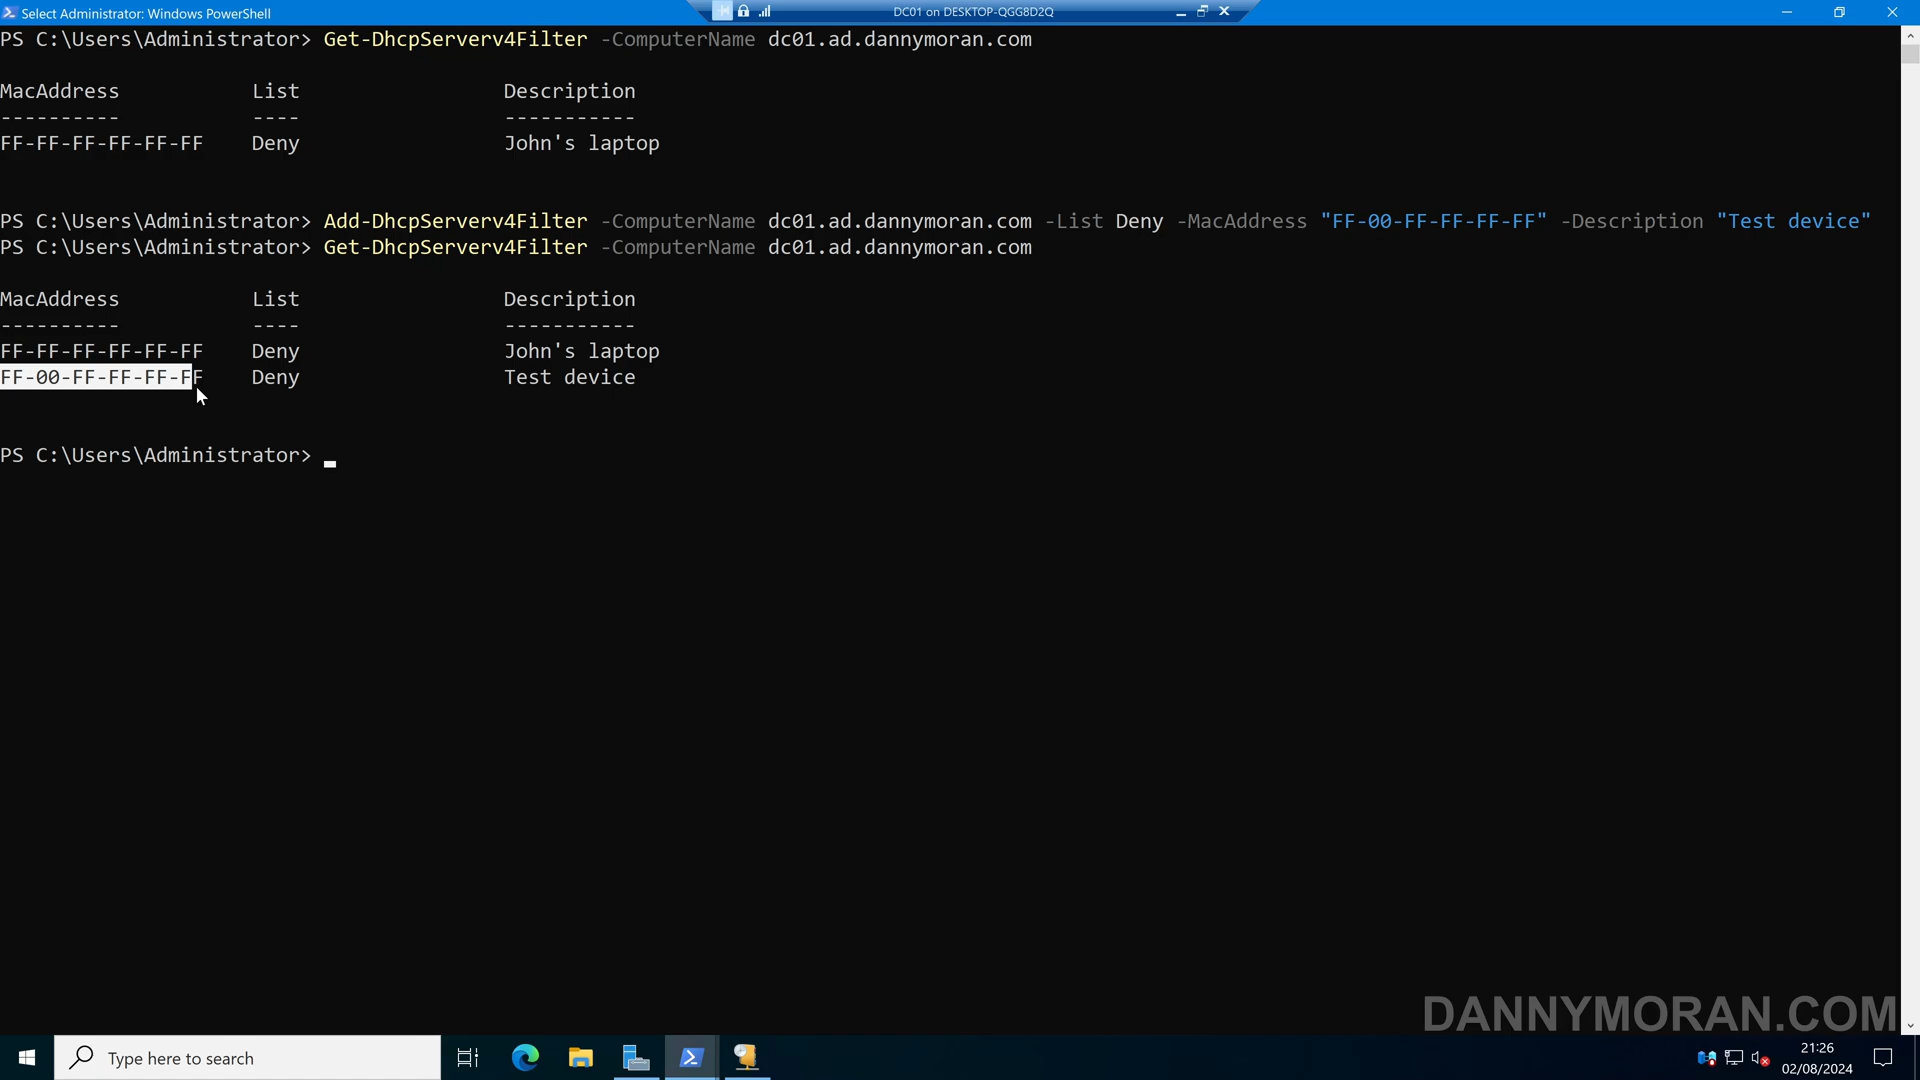 Select Administrator: Windows PowerShell
DC01 on DESKTOP-QGG8D2Q
PS C:\Users\Administrator> Get-DhcpServerv4Filter -ComputerName dc01.ad.dannymoran.com
MacAddress List Description
---------- ---- -----------
FF-FF-FF-FF-FF-FF Deny John's laptop
PS C:\Users\Administrator> Add-DhcpServerv4Filter -ComputerName dc01.ad.dannymoran.com -List Deny -MacAddress "FF-00-FF-FF-FF-FF" -Description "Test device"
PS C:\Users\Administrator> Get-DhcpServerv4Filter -ComputerName dc01.ad.dannymoran.com
MacAddress List Description
---------- ---- -----------
FF-FF-FF-FF-FF-FF Deny John's laptop
FF-00-FF-FF-FF-FF Deny Test device
PS C:\Users\Administrator>
DANNYMORAN.COM
Type here to search
21:26
02/08/2024